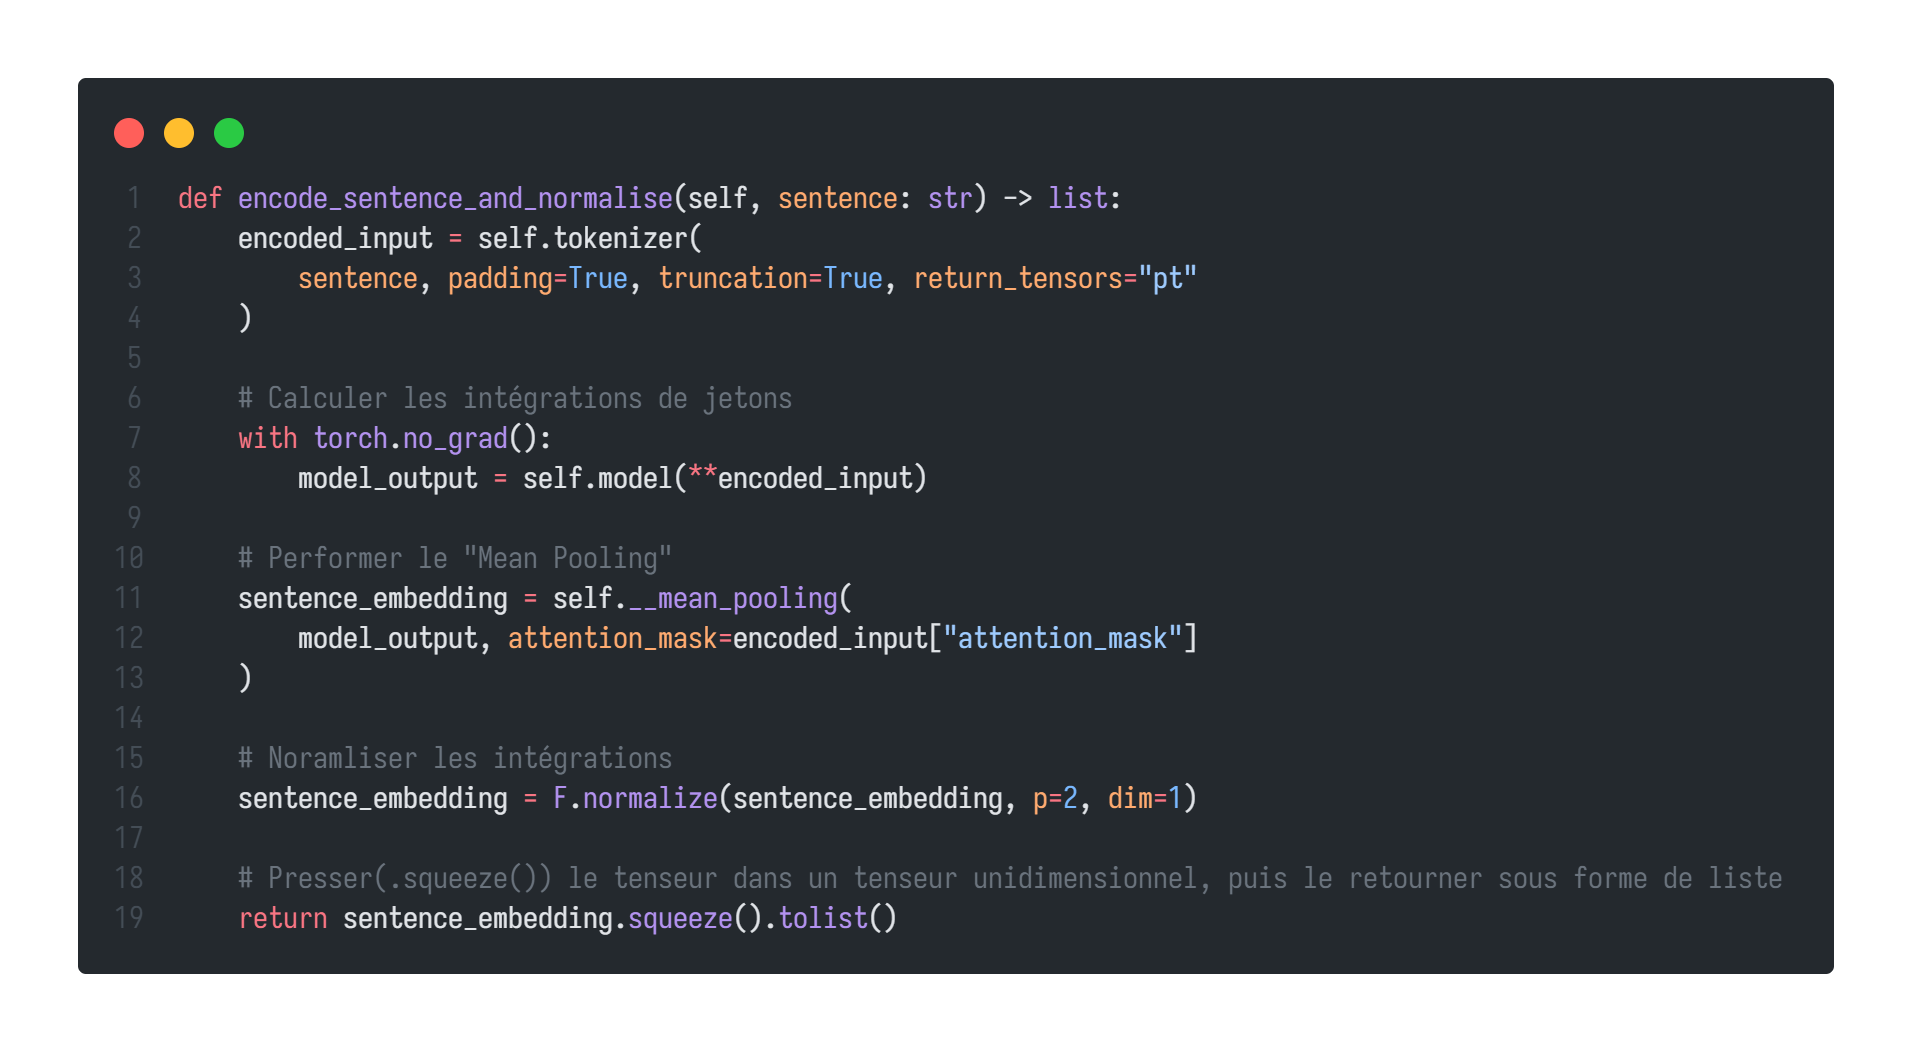 1 def encode_sentence_and_normalise(self, sentence: str) -> list:
2 encoded_input = self.tokenizer(
3 sentence, padding=True, truncation=True, return_tensors="pt"
4 )
5
6 # Calculer les intégrations de jetons
7 with torch.no_grad():
8 model_output = self.model(**encoded_input)
9
10 # Performer le "Mean Pooling"
11 sentence_embedding = self.__mean_pooling(
12 model_output, attention_mask=encoded_input["attention_mask"]
13 )
14
15 # Noramliser les intégrations
16 sentence_embedding = F.normalize(sentence_embedding, p=2, dim=1)
17
18 # Presser(.squeeze()) le tenseur dans un tenseur unidimensionnel, puis le retourner sous forme de liste
19 return sentence_embedding.squeeze().tolist()